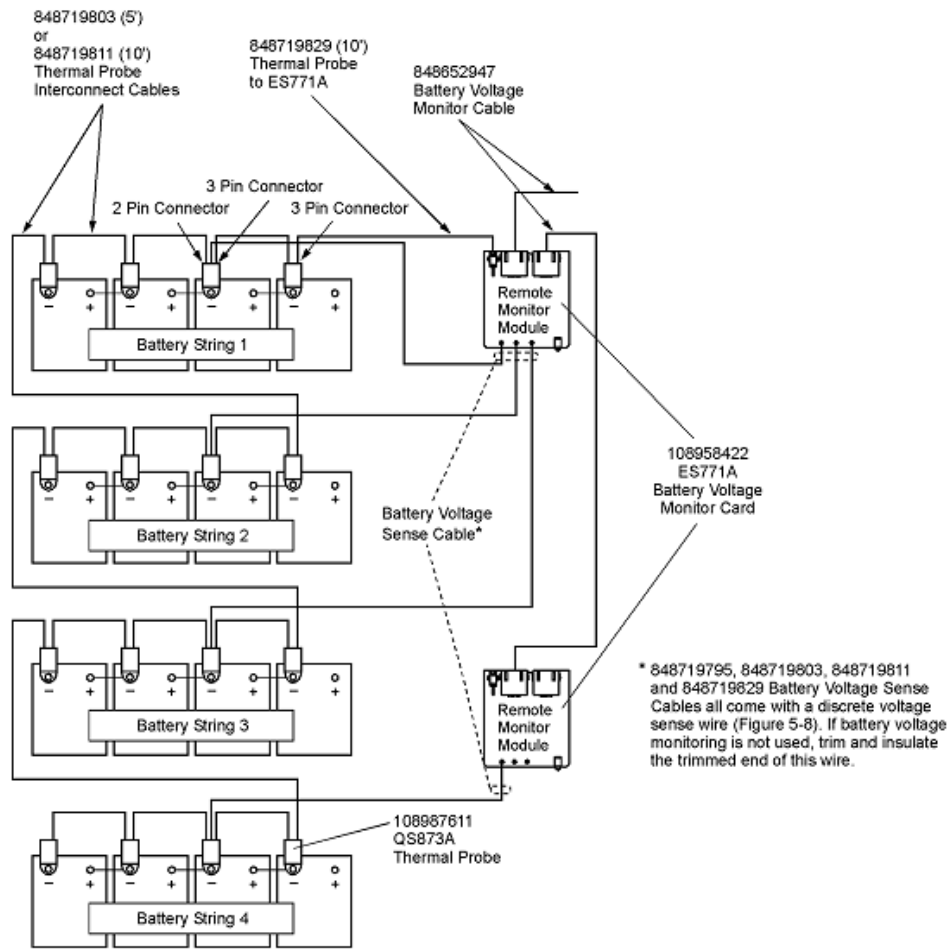 848719803 (5')
or
848719811 (10')
Thermal Probe
Interconnect Cables
848719829 (10')
Thermal Probe
to ES771A
848652947
Battery Voltage
Monitor Cable
3 Pin Connector
2 Pin Connector
3 Pin Connector
Remote
Monitor
Module
− + − + − + − +
Battery String 1
− + − + − + − +
Battery String 2
Battery Voltage
Sense Cable*
108958422
ES771A
Battery Voltage
Monitor Card
− + − + − + − +
Battery String 3
Remote
Monitor
Module
* 848719795, 848719803, 848719811
and 848719829 Battery Voltage Sense
Cables all come with a discrete voltage
sense wire (Figure 5-8). If battery voltage
monitoring is not used, trim and insulate
the trimmed end of this wire.
108987611
QS873A
Thermal Probe
− + − + − + − +
Battery String 4